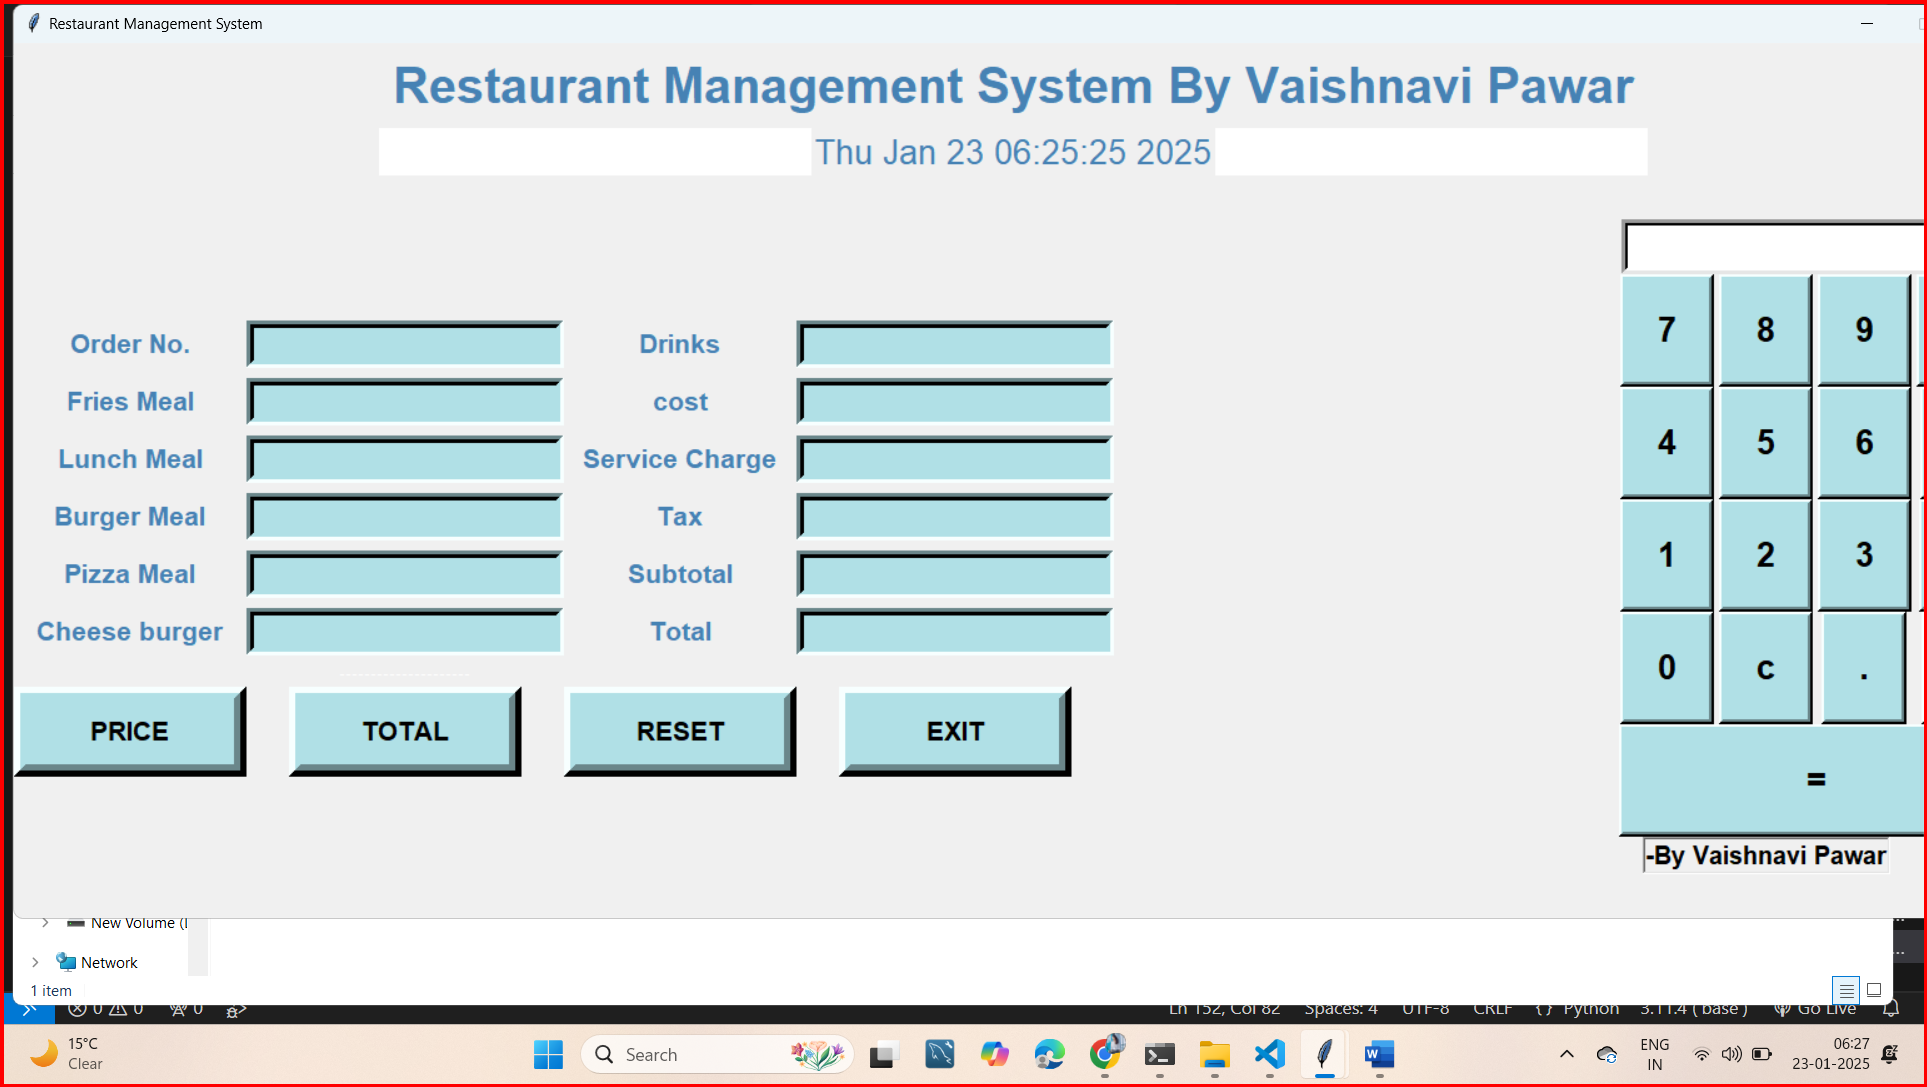 Restaurant Management System
Restaurant Management System By Vaishnavi Pawar
Thu Jan 23 06:25:25 2025
Order No.
Drinks
Fries Meal
cost
Lunch Meal
Service Charge
Burger Meal
Tax
Pizza Meal
Subtotal
Cheese burger
Total
PRICE
TOTAL
RESET
EXIT
7 8 9
4 5 6
1 2 3
0 c .
=
-By Vaishnavi Pawar
New Volume (
Network
1 item
0 0 0
Ln 152, Col 82 Spaces: 4 UTF-8 CRLF {} Python 3.11.4 ('base') Go Live
15°C
Clear
Search
ENG
IN
06:27
23-01-2025